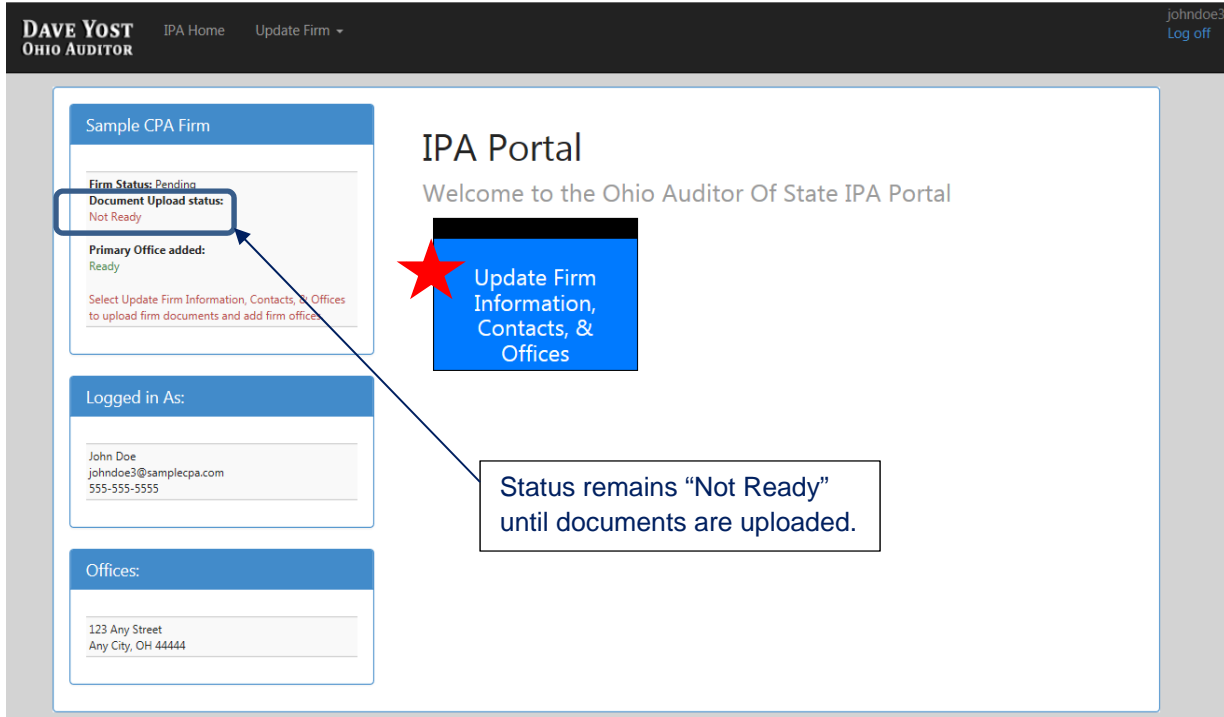 DAVE YOST
OHIO AUDITOR
IPA Home
Update Firm
johndoe3
Log off
Sample CPA Firm
Firm Status: Pending
Document Upload status:
Not Ready
Primary Office added:
Ready
Select Update Firm Information, Contacts, & Offices
to upload firm documents and add firm offices
Logged in As:
John Doe
johndoe3@samplecpa.com
555-555-5555
Offices:
123 Any Street
Any City, OH 44444
IPA Portal
Welcome to the Ohio Auditor Of State IPA Portal
Update Firm
Information,
Contacts, &
Offices
Status remains “Not Ready”
until documents are uploaded.